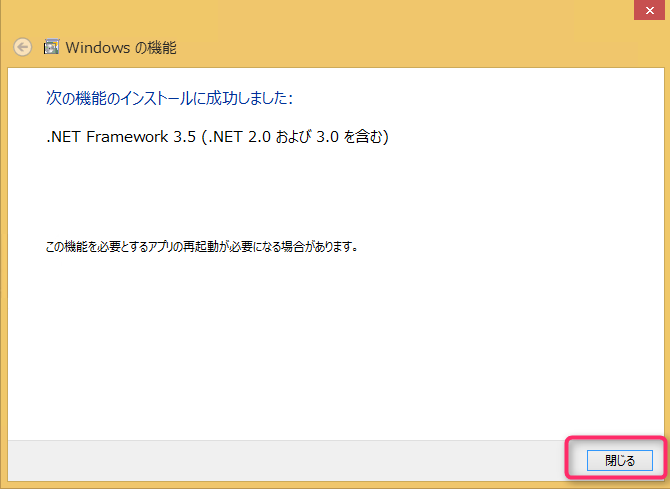 Windows の機能
次の機能のインストールに成功しました:
.NET Framework 3.5 (.NET 2.0 および 3.0 を含む)
この機能を必要とするアプリの再起動が必要になる場合があります。
閉じる